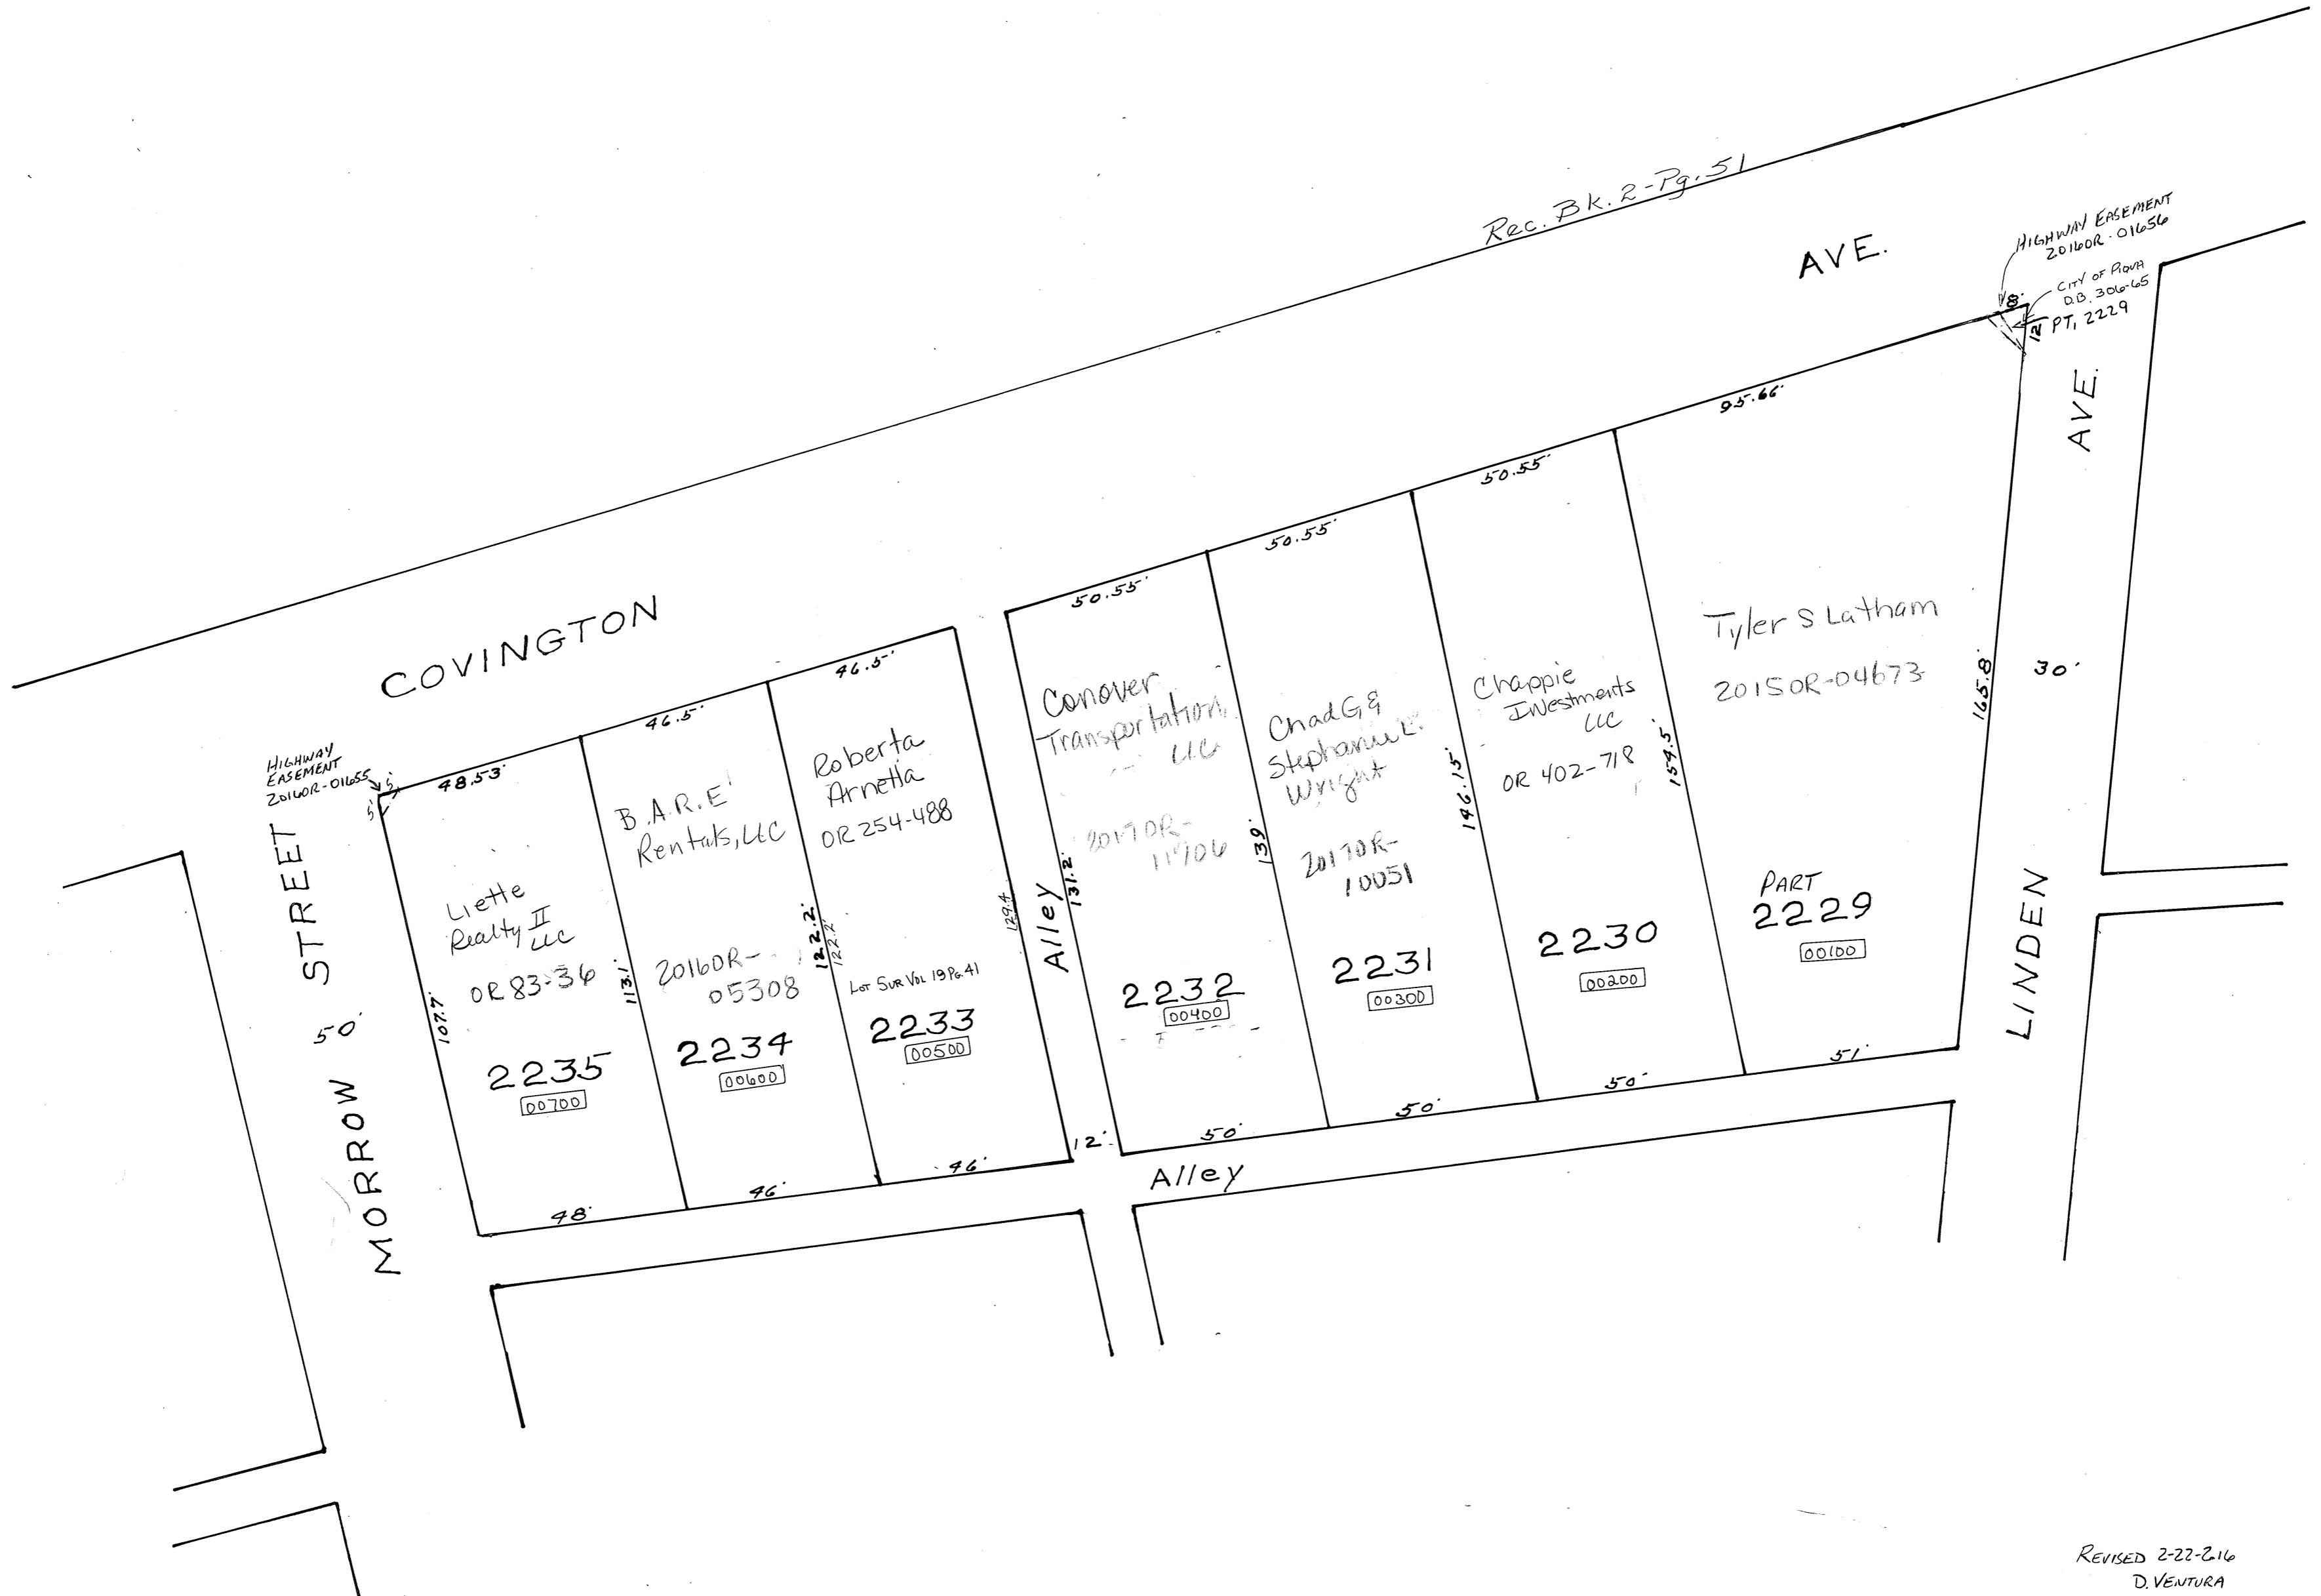 Rec. Bk. 2-Pg. 51
AVE.
HIGHWAY EASEMENT
2016OR-01656
CITY OF PIQUA
D.B. 306-65
PT. 2229
8'
12
COVINGTON
AVE.
LINDEN
30'
HIGHWAY
EASEMENT
2016OR-01655
5'
5'
MORROW STREET
50'
48.53'
Liette
Realty II
LLC
OR 83-36
107.7'
2235
00700
48'
46.5'
B.A.R.E
Rentals, LLC
2016OR-
05308
113.1'
2234
00600
46'
46.5'
Roberta
Arnetta
OR 254-488
122.2'
122.2'
Lot Sur Vol 19 Pg. 41
2233
00500
46'
129.4
Alley
12'
50.55'
Conover
Transportation
LLC
2017OR-
131.2'
2232
00400
50'
50.55'
Chad G &
Stephanie L.
Wright
2017OR-
10051
139'
2231
00300
50'
50.55'
Chappie
INvestments
LLC
OR 402-718
146.15'
2230
00200
50'
95.66'
Tyler S Latham
2015OR-04673
154.5'
165.8'
PART
2229
00100
51'
Alley
REVISED 2-22-216
D. VENTURA